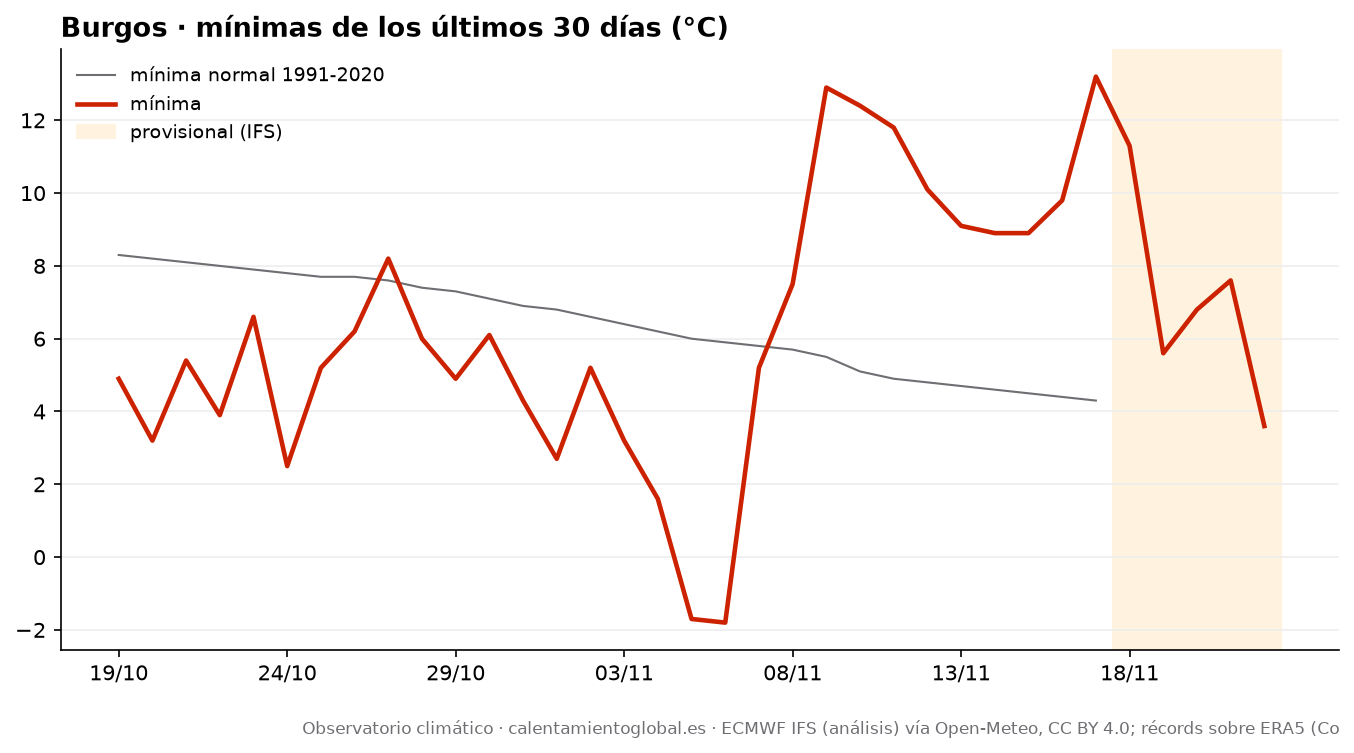 Burgos · mínimas de los últimos 30 días (°C)
mínima normal 1991-2020
mínima
provisional (IFS)
12
10
8
6
4
2
0
−2
19/10 24/10 29/10 03/11 08/11 13/11 18/11
Observatorio climático · calentamientoglobal.es · ECMWF IFS (análisis) vía Open-Meteo, CC BY 4.0; récords sobre ERA5 (Co